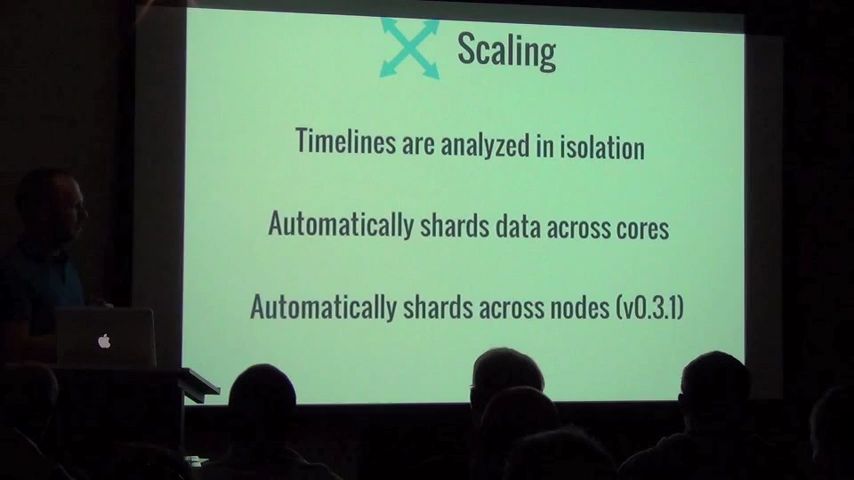 Scaling
Timelines are analyzed in isolation
Automatically shards data across cores
Automatically shards across nodes (v0.3.1)